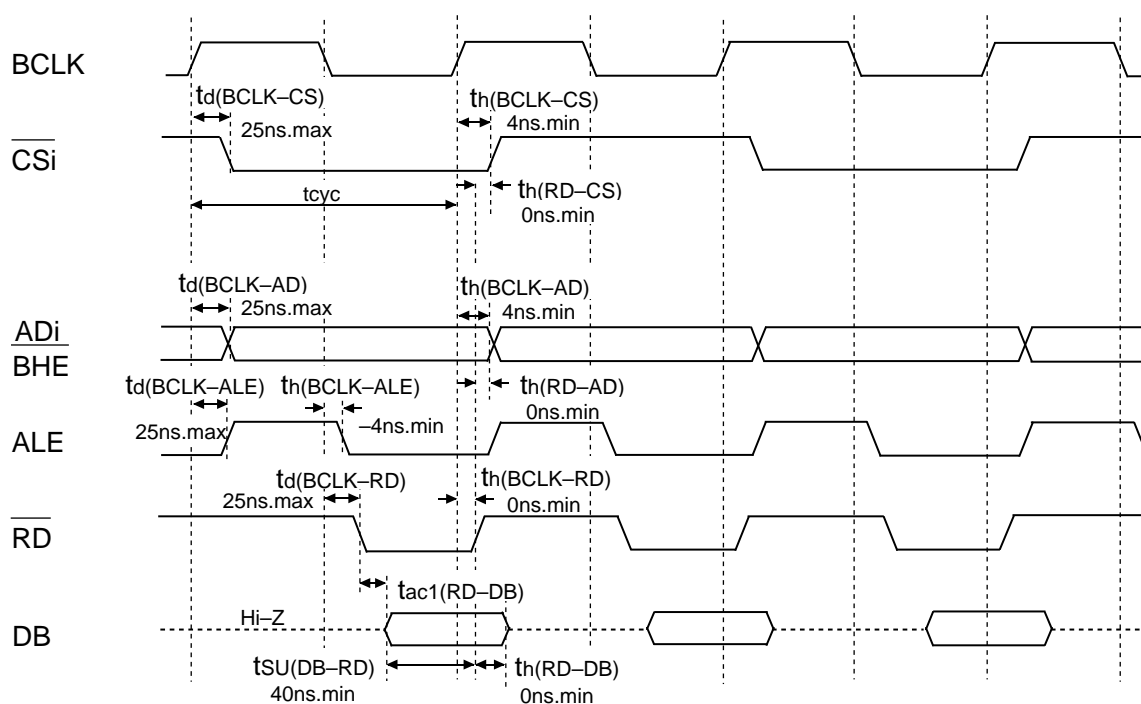 BCLK
td(BCLK–CS)
25ns.max
th(BCLK–CS)
4ns.min
CSi
tcyc
th(RD–CS)
0ns.min
td(BCLK–AD)
25ns.max
th(BCLK–AD)
4ns.min
ADi
BHE
td(BCLK–ALE)
25ns.max
th(BCLK–ALE)
–4ns.min
th(RD–AD)
0ns.min
ALE
td(BCLK–RD)
25ns.max
th(BCLK–RD)
0ns.min
RD
tac1(RD–DB)
Hi–Z
DB
tSU(DB–RD)
40ns.min
th(RD–DB)
0ns.min